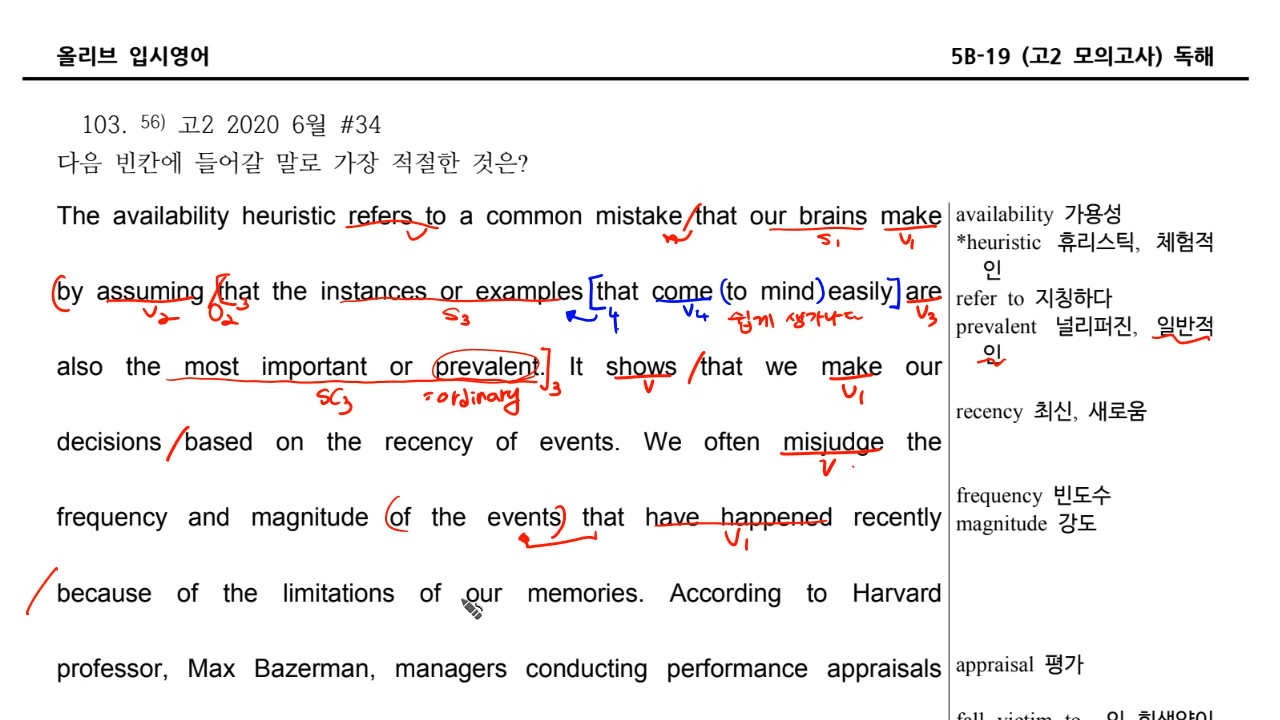 올리브 입시영어
5B-19 (고2 모의고사) 독해
103. 56) 고2 2020 6월 #34
다음 빈칸에 들어갈 말로 가장 적절한 것은?
The availability heuristic refers to a common mistake that our brains make
v n s₁ v₁
by assuming that the instances or examples [that come (to mind) easily] are
v₂ o₂ 3 s₃ 4 v₄ 쉽게 생각나다 v₃
also the most important or prevalent. It shows that we make our
sc₃ =ordinary 3 v v₁
decisions based on the recency of events. We often misjudge the
v
frequency and magnitude (of the events) that have happened recently
v₁
because of the limitations of our memories. According to Harvard
professor, Max Bazerman, managers conducting performance appraisals
availability 가용성
*heuristic 휴리스틱, 체험적
인
refer to 지칭하다
prevalent 널리퍼진, 일반적
인
recency 최신, 새로움
frequency 빈도수
magnitude 강도
appraisal 평가